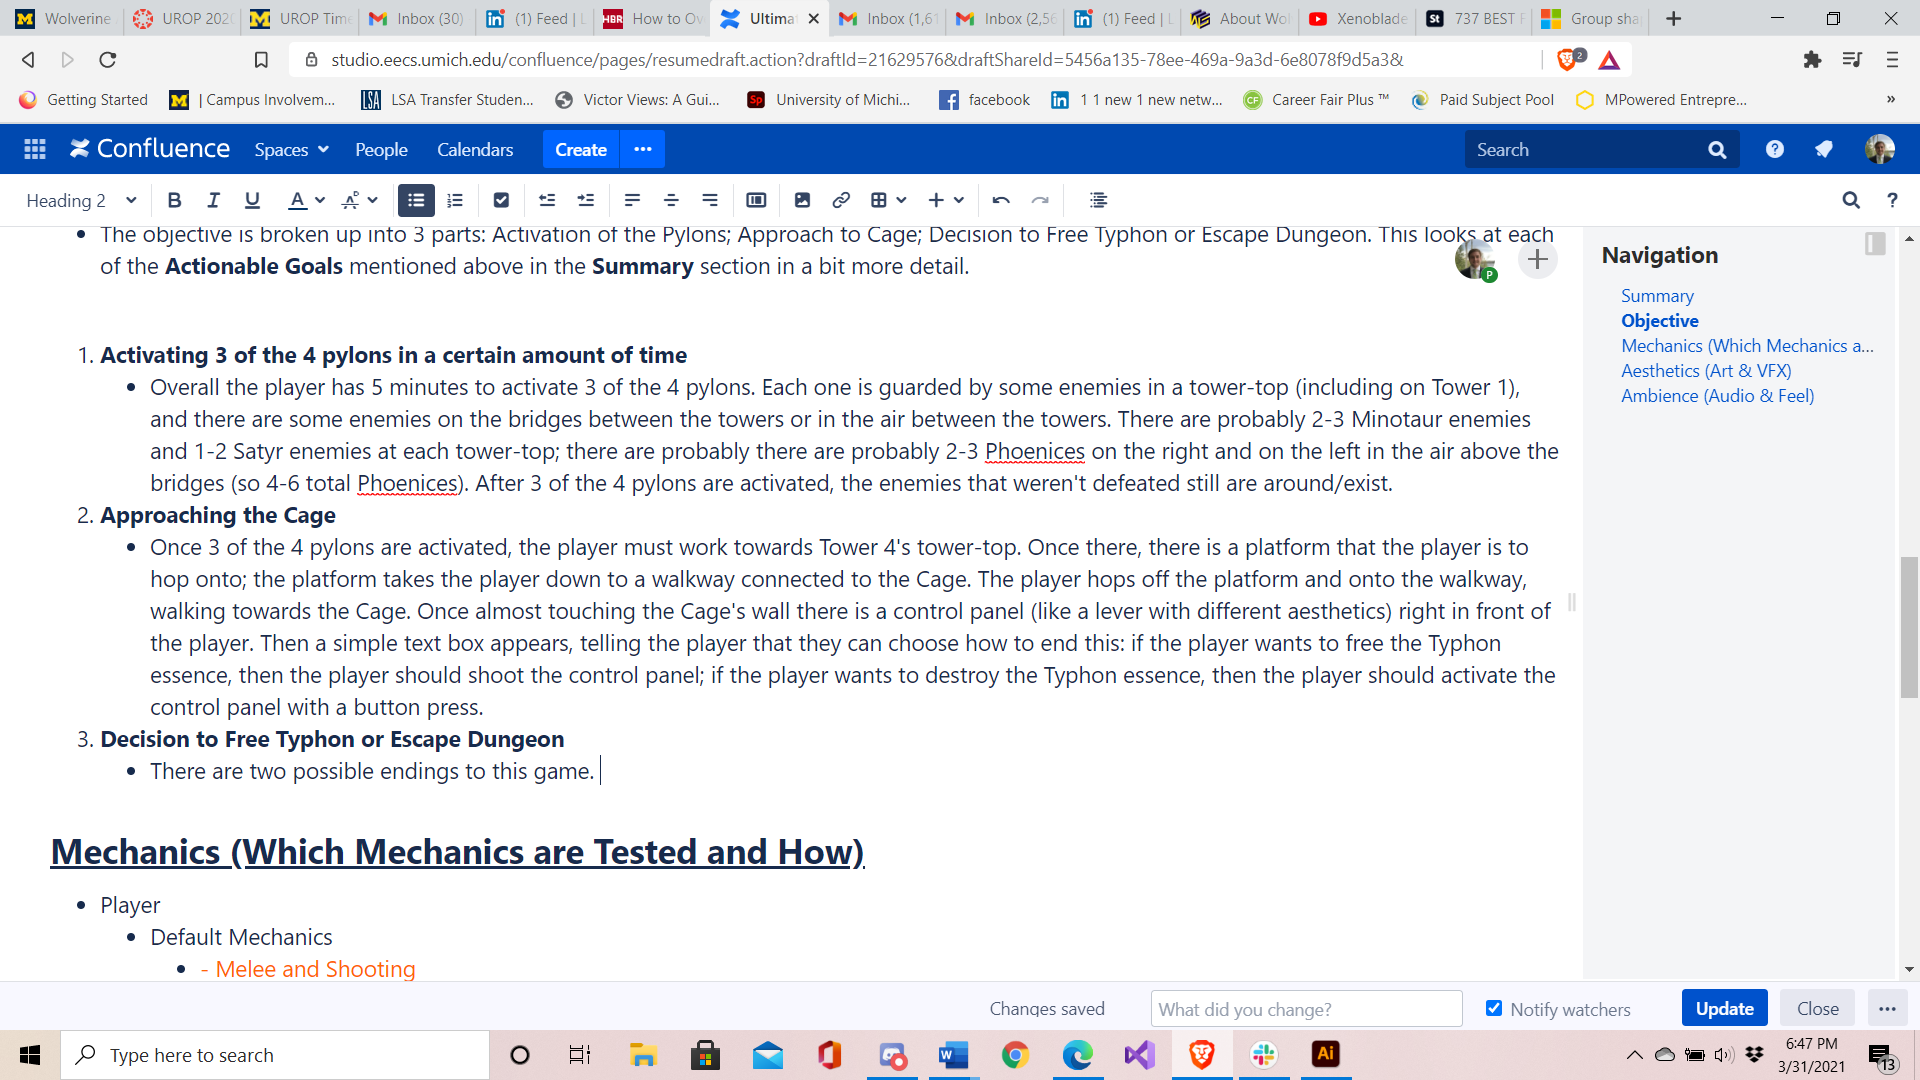 Wolverine
UROP 202
UROP Time
Inbox (30)
(1) Feed | L
How to Ov
Ultima
Inbox (1,61
Inbox (2,56
(1) Feed | L
About Wol
Xenoblade
737 BEST F
Group sha
studio.eecs.umich.edu/confluence/pages/resumedraft.action?draftId=21629576&draftShareId=5456a135-78ee-469a-9a3d-6e8078f9d5a3&
2
Getting Started
| Campus Involvem...
LSA Transfer Studen...
Victor Views: A Gui...
University of Michi...
facebook
1 1 new 1 new netw...
Career Fair Plus ™
Paid Subject Pool
MPowered Entrepre...
»
Confluence
Spaces
People
Calendars
Create
Search
Heading 2
B I U A
The objective is broken up into 3 parts: Activation of the Pylons; Approach to Cage; Decision to Free Typhon or Escape Dungeon. This looks at each
of the Actionable Goals mentioned above in the Summary section in a bit more detail.
P
1. Activating 3 of the 4 pylons in a certain amount of time
Overall the player has 5 minutes to activate 3 of the 4 pylons. Each one is guarded by some enemies in a tower-top (including on Tower 1),
and there are some enemies on the bridges between the towers or in the air between the towers. There are probably 2-3 Minotaur enemies
and 1-2 Satyr enemies at each tower-top; there are probably there are probably 2-3 Phoenices on the right and on the left in the air above the
bridges (so 4-6 total Phoenices). After 3 of the 4 pylons are activated, the enemies that weren't defeated still are around/exist.
2. Approaching the Cage
Once 3 of the 4 pylons are activated, the player must work towards Tower 4's tower-top. Once there, there is a platform that the player is to
hop onto; the platform takes the player down to a walkway connected to the Cage. The player hops off the platform and onto the walkway,
walking towards the Cage. Once almost touching the Cage's wall there is a control panel (like a lever with different aesthetics) right in front of
the player. Then a simple text box appears, telling the player that they can choose how to end this: if the player wants to free the Typhon
essence, then the player should shoot the control panel; if the player wants to destroy the Typhon essence, then the player should activate the
control panel with a button press.
3. Decision to Free Typhon or Escape Dungeon
There are two possible endings to this game.
Mechanics (Which Mechanics are Tested and How)
Player
Default Mechanics
- Melee and Shooting
Navigation
Summary
Objective
Mechanics (Which Mechanics a...
Aesthetics (Art & VFX)
Ambience (Audio & Feel)
Changes saved
What did you change?
Notify watchers
Update
Close
Type here to search
6:47 PM
3/31/2021
13